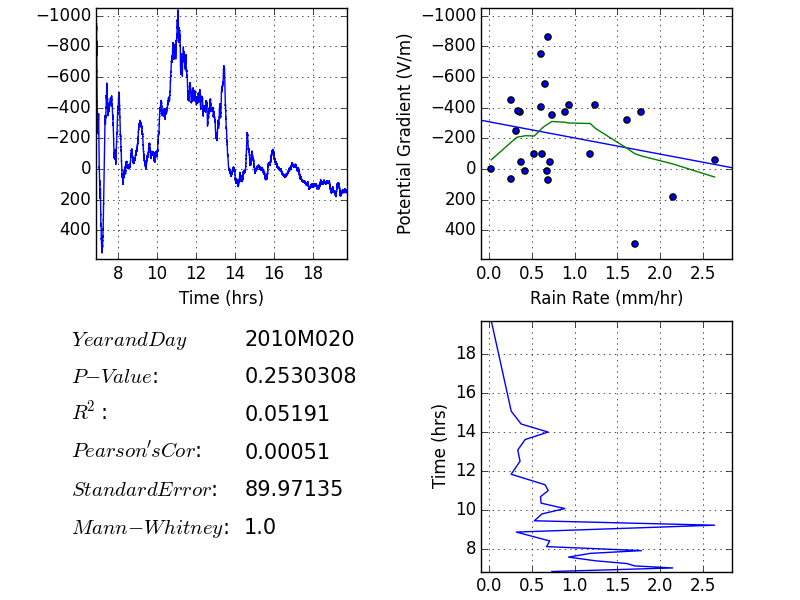 −1000
−800
−600
−400
−200
0
200
400
8 10 12 14 16 18
Time (hrs)
Potential Gradient (V/m)
−1000
−800
−600
−400
−200
0
200
400
0.0 0.5 1.0 1.5 2.0 2.5
Rain Rate (mm/hr)
YearandDay 2010M020
P−Value: 0.2530308
R²: 0.05191
Pearson'sCor: 0.00051
StandardError: 89.97135
Mann−Whitney: 1.0
Time (hrs)
18
16
14
12
10
8
0.0 0.5 1.0 1.5 2.0 2.5